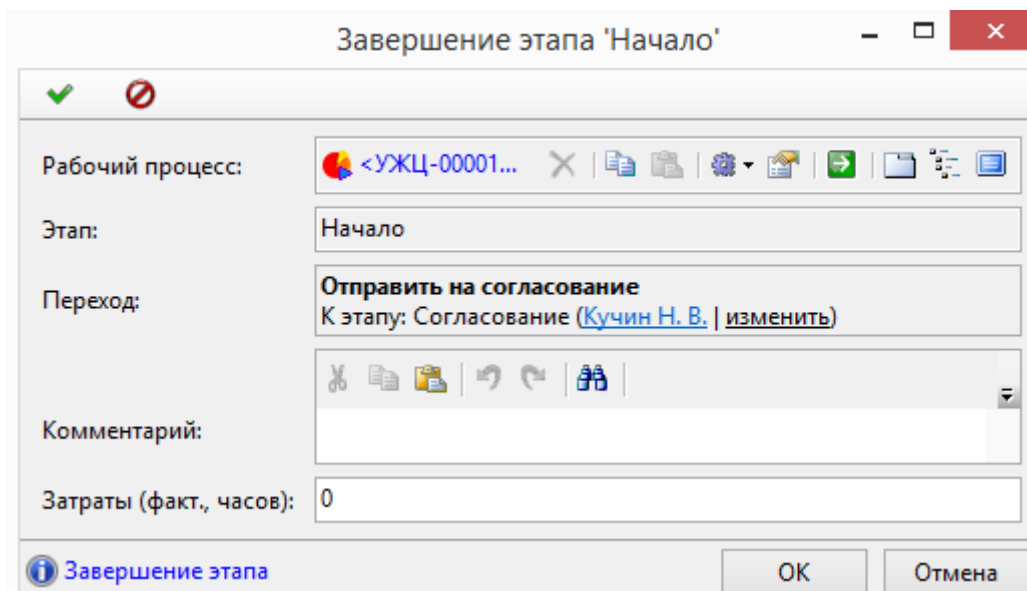 Завершение этапа 'Начало'
Рабочий процесс: <УЖЦ-00001...
Этап: Начало
Переход: Отправить на согласование
К этапу: Согласование (Кучин Н. В. | изменить)
Комментарий:
Затраты (факт., часов): 0
Завершение этапа
ОК
Отмена